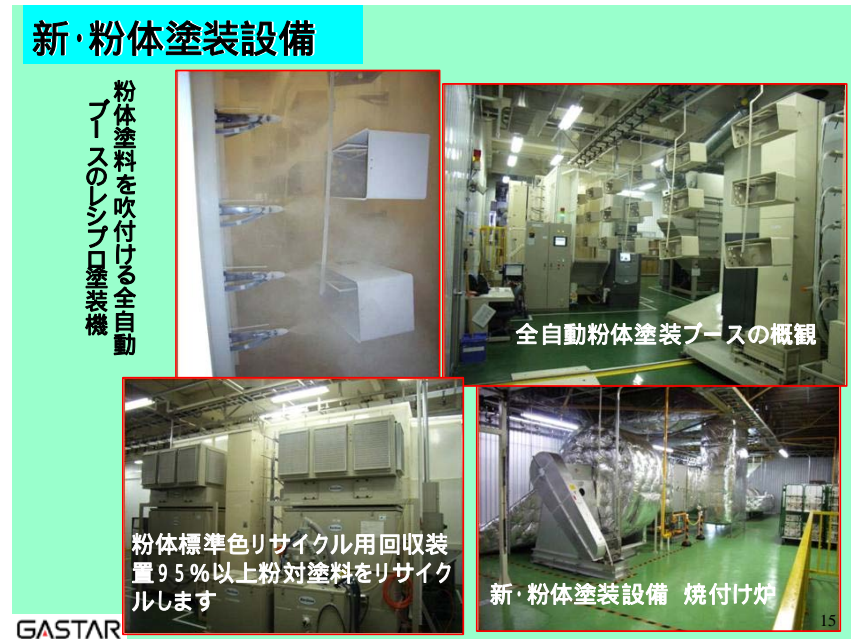 新・粉体塗装設備
粉体塗料を吹付ける全自動
ブースのレシプロ塗装機
全自動粉体塗装ブースの概観
粉体標準色リサイクル用回収装
置９５％以上粉対塗料をリサイク
ルします
新・粉体塗装設備　焼付け炉
15
GASTAR